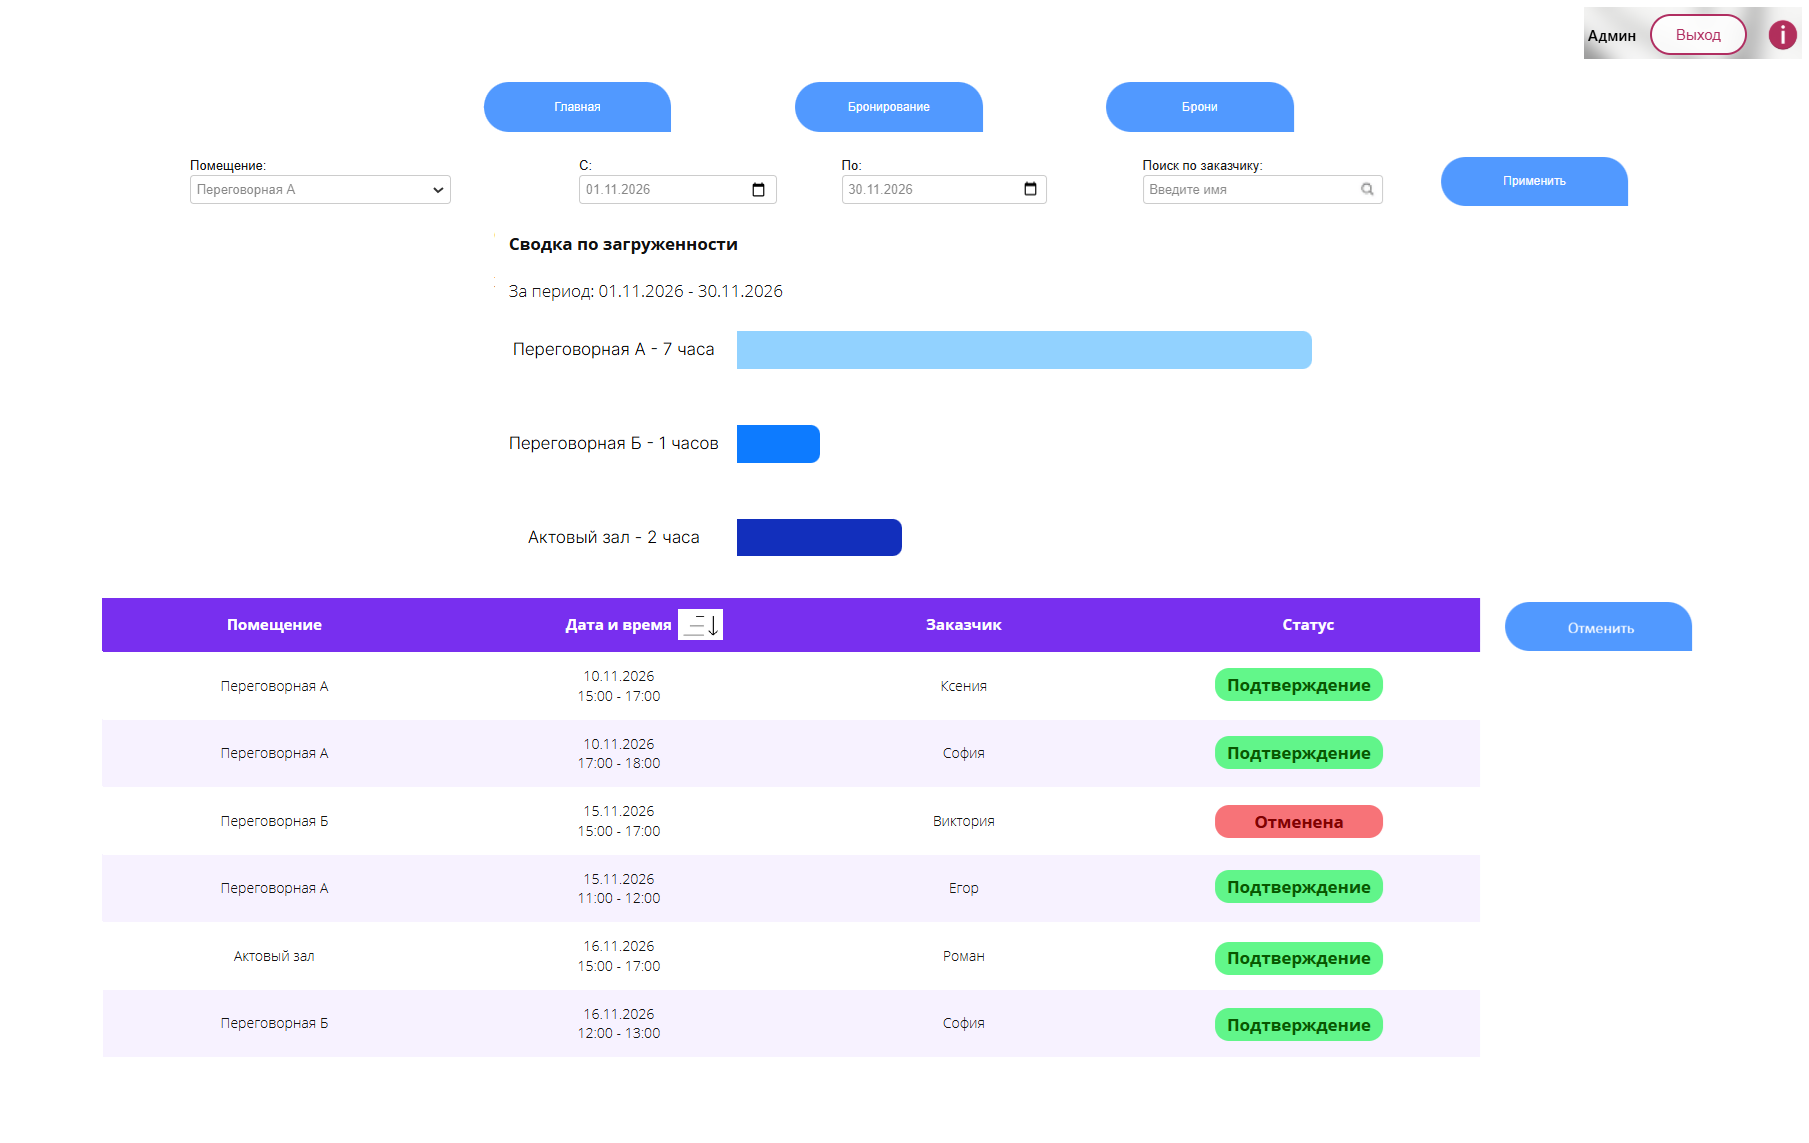 Админ
Выход
Главная
Бронирование
Брони
Помещение:
С:
По:
Поиск по заказчику:
Переговорная А
01.11.2026
30.11.2026
Введите имя
Применить
Сводка по загруженности
За период: 01.11.2026 - 30.11.2026
Переговорная А - 7 часа
Переговорная Б - 1 часов
Актовый зал - 2 часа
Помещение
Дата и время
Заказчик
Статус
Отменить
Переговорная А
10.11.2026
15:00 - 17:00
Ксения
Подтверждение
Переговорная А
10.11.2026
17:00 - 18:00
София
Подтверждение
Переговорная Б
15.11.2026
15:00 - 17:00
Виктория
Отменена
Переговорная А
15.11.2026
11:00 - 12:00
Егор
Подтверждение
Актовый зал
16.11.2026
15:00 - 17:00
Роман
Подтверждение
Переговорная Б
16.11.2026
12:00 - 13:00
София
Подтверждение